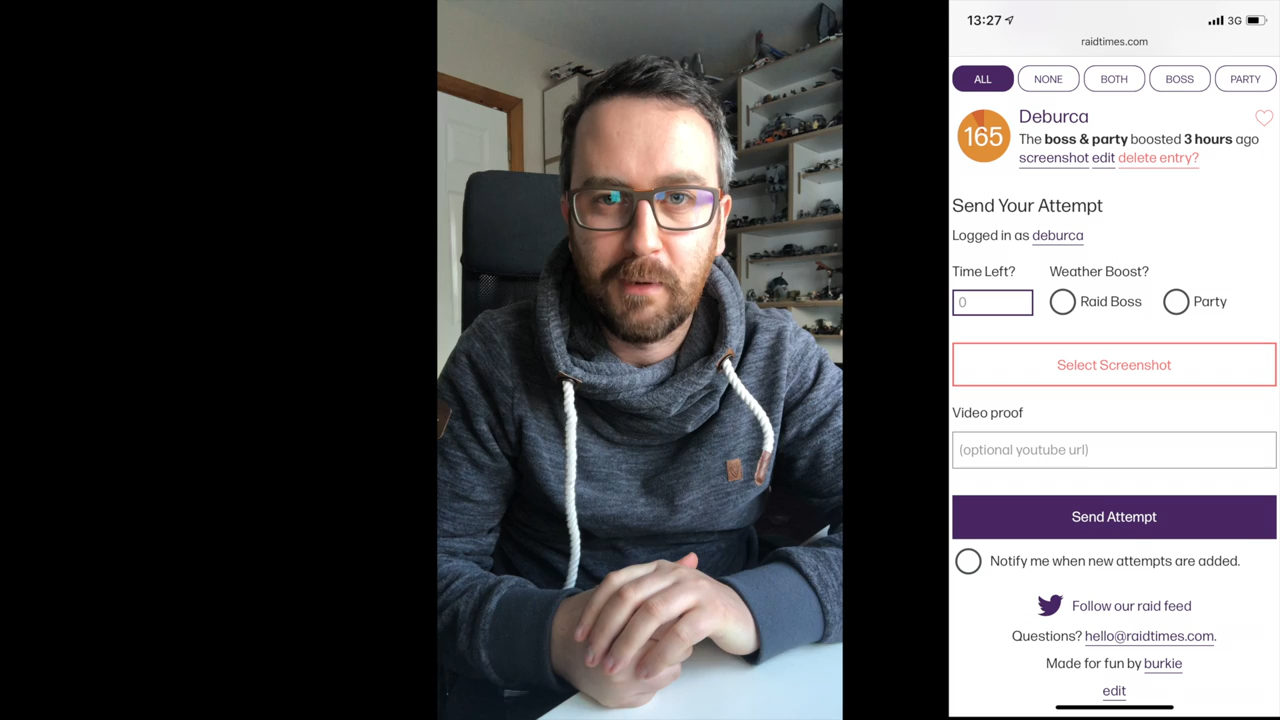 13:27
3G
raidtimes.com
ALL NONE BOTH BOSS PARTY
165
Deburca
The boss & party boosted 3 hours ago
screenshot edit delete entry?
Send Your Attempt
Logged in as deburca
Time Left? Weather Boost?
0 Raid Boss Party
Select Screenshot
Video proof
(optional youtube url)
Send Attempt
Notify me when new attempts are added.
Follow our raid feed
Questions? hello@raidtimes.com.
Made for fun by burkie
edit